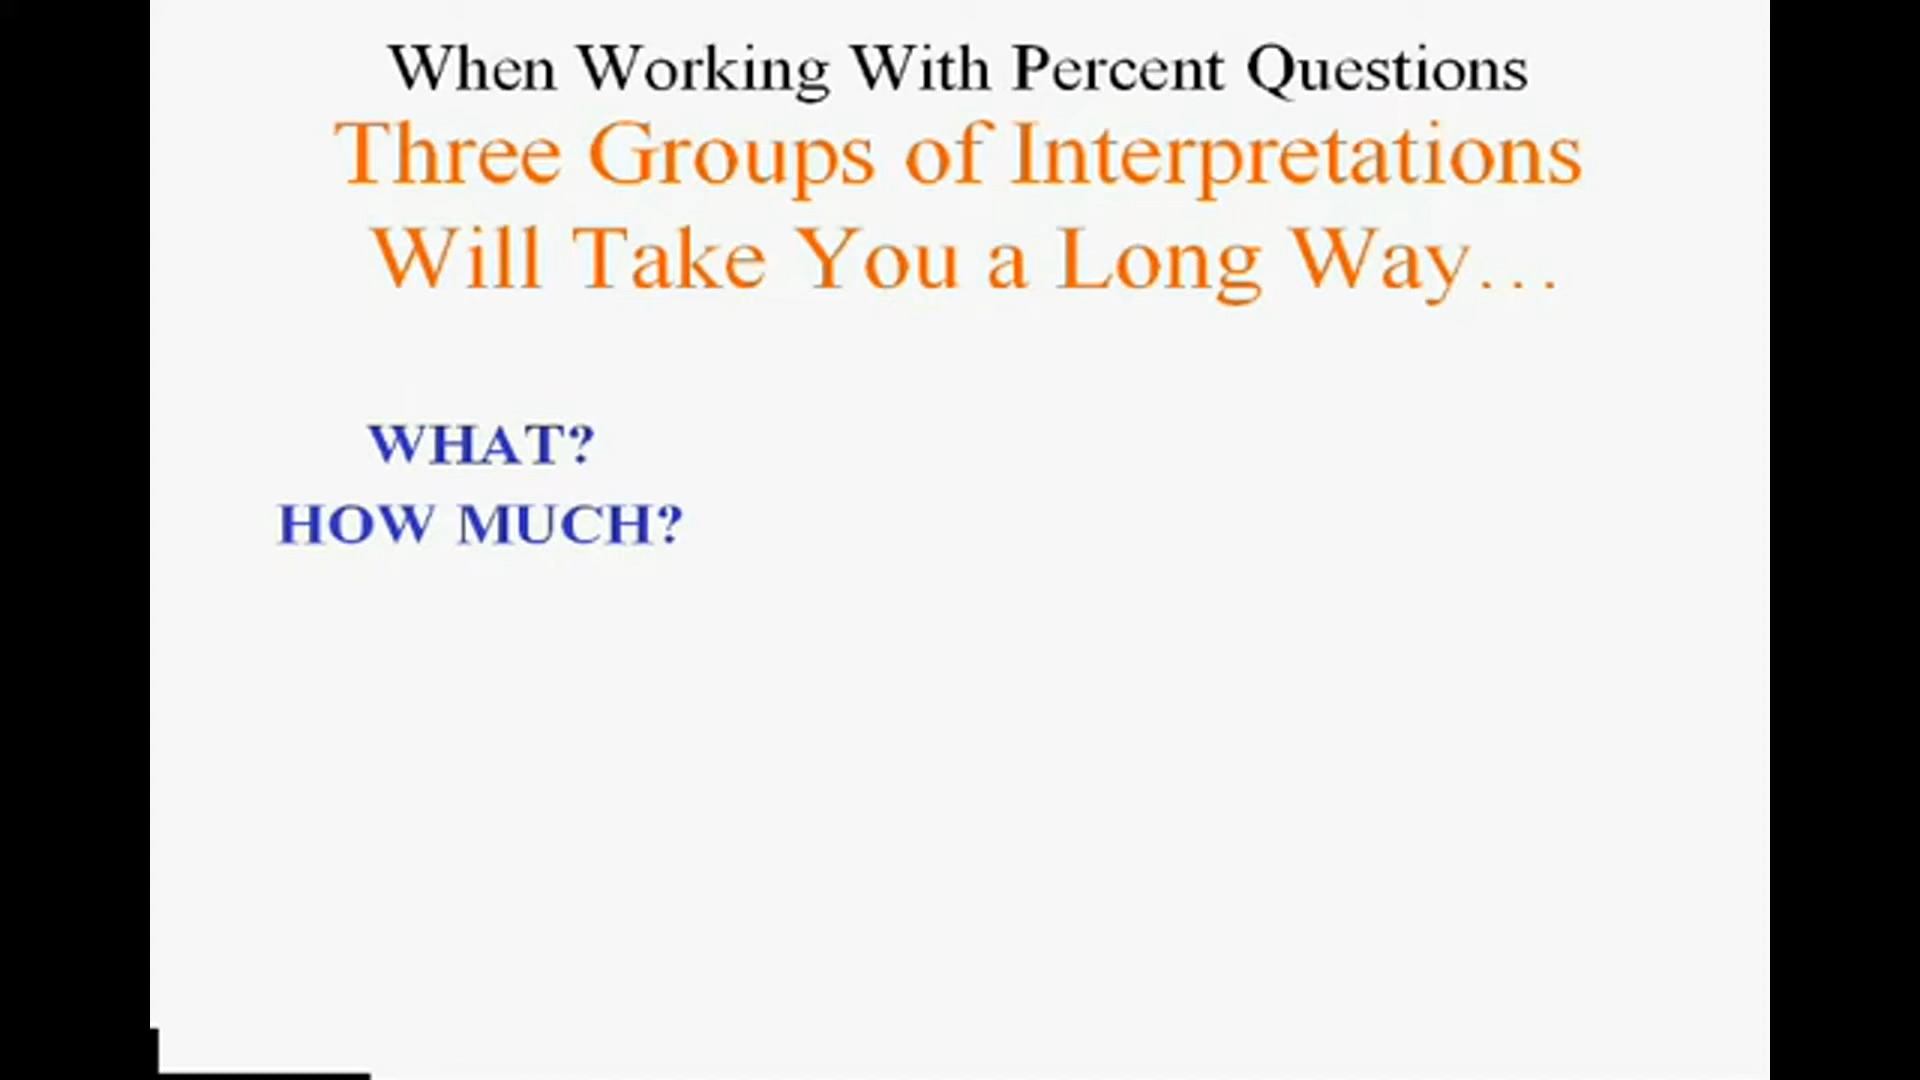 When Working With Percent Questions
Three Groups of Interpretations
Will Take You a Long Way...
WHAT?
HOW MUCH?